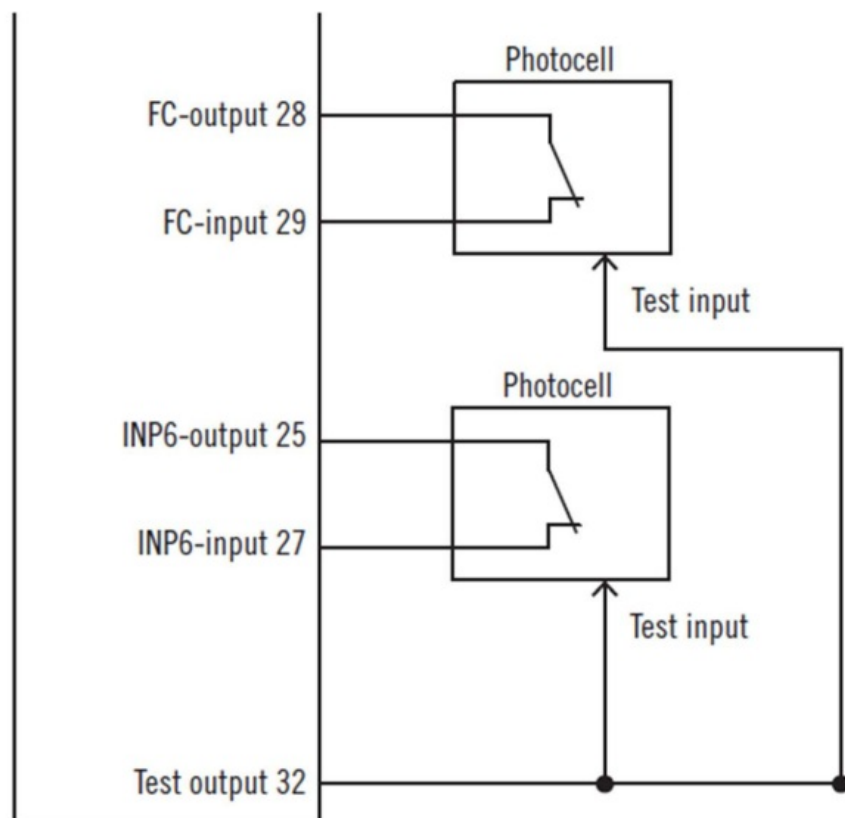 Photocell
FC-output 28
FC-input 29
Test input
Photocell
INP6-output 25
INP6-input 27
Test input
Test output 32